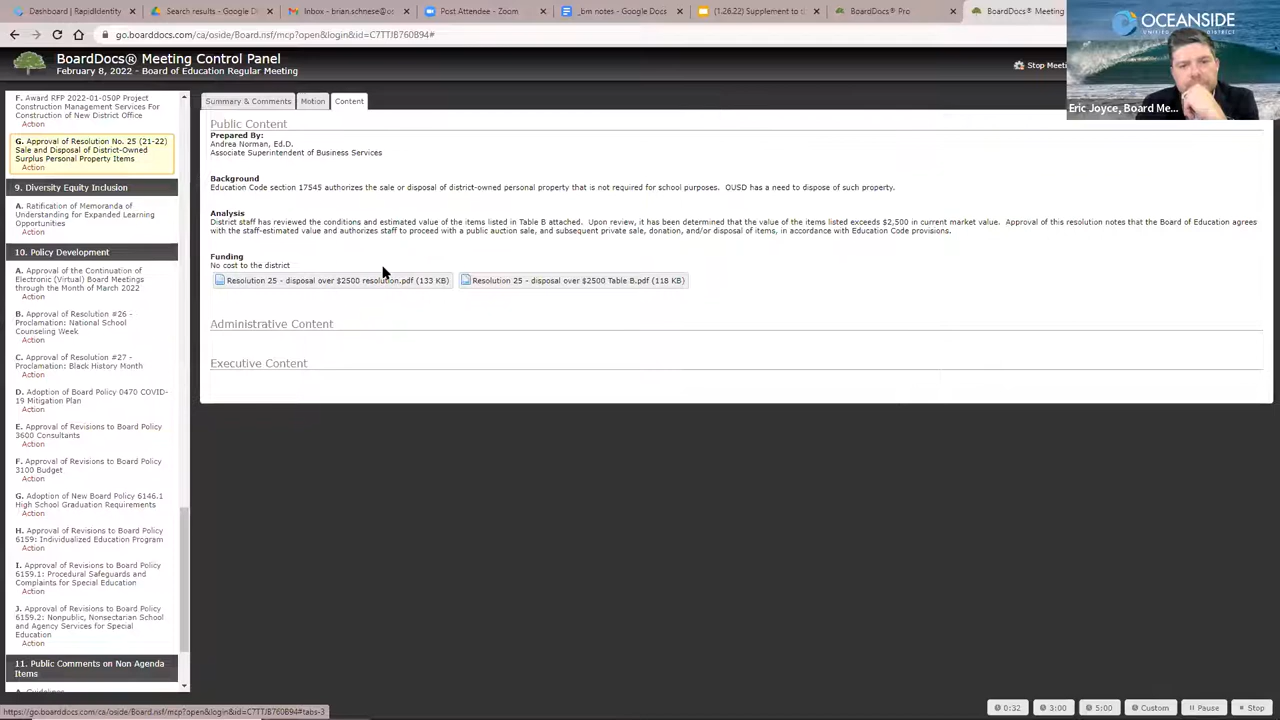 Dashboard | RapidIdentity
Search results - Google Dri
Inbox - brian.schnese@oc
Post Attendee - Zoom
_bm notes - Google Docs
(1.26.22) Supplement to t
BoardDocs® Pro
BoardDocs® Meeting
go.boarddocs.com/ca/oside/Board.nsf/mcp?open&login&id=C7TTJB760B94#
OCEANSIDE
BoardDocs® Meeting Control Panel
February 8, 2022 - Board of Education Regular Meeting
Stop Meeti
Eric Joyce, Board Me...
F. Award RFP 2022-01-050P Project
Construction Management Services For
Construction of New District Office
Action
G. Approval of Resolution No. 25 (21-22)
Sale and Disposal of District-Owned
Surplus Personal Property Items
Action
9. Diversity Equity Inclusion
A. Ratification of Memoranda of
Understanding for Expanded Learning
Opportunities
Action
10. Policy Development
A. Approval of the Continuation of
Electronic (Virtual) Board Meetings
through the Month of March 2022
Action
B. Approval of Resolution #26 -
Proclamation: National School
Counseling Week
Action
C. Approval of Resolution #27 -
Proclamation: Black History Month
Action
D. Adoption of Board Policy 0470 COVID-
19 Mitigation Plan
Action
E. Approval of Revisions to Board Policy
3600 Consultants
Action
F. Approval of Revisions to Board Policy
3100 Budget
Action
G. Adoption of New Board Policy 6146.1
High School Graduation Requirements
Action
H. Approval of Revisions to Board Policy
6159: Individualized Education Program
Action
I. Approval of Revisions to Board Policy
6159.1: Procedural Safeguards and
Complaints for Special Education
Action
J. Approval of Revisions to Board Policy
6159.2: Nonpublic, Nonsectarian School
and Agency Services for Special
Education
Action
11. Public Comments on Non Agenda
Items
Summary & Comments
Motion
Content
Public Content
Prepared By:
Andrea Norman, Ed.D.
Associate Superintendent of Business Services
Background
Education Code section 17545 authorizes the sale or disposal of district-owned personal property that is not required for school purposes. OUSD has a need to dispose of such property.
Analysis
District staff has reviewed the conditions and estimated value of the items listed in Table B attached. Upon review, it has been determined that the value of the items listed exceeds $2,500 in current market value. Approval of this resolution notes that the Board of Education agrees
with the staff-estimated value and authorizes staff to proceed with a public auction sale, and subsequent private sale, donation, and/or disposal of items, in accordance with Education Code provisions.
Funding
No cost to the district
Resolution 25 - disposal over $2500 resolution.pdf (133 KB)
Resolution 25 - disposal over $2500 Table B.pdf (118 KB)
Administrative Content
Executive Content
https://go.boarddocs.com/ca/oside/Board.nsf/mcp?open&login&id=C7TTJB760B94#tabs-3
0:32
3:00
5:00
Custom
Pause
Stop